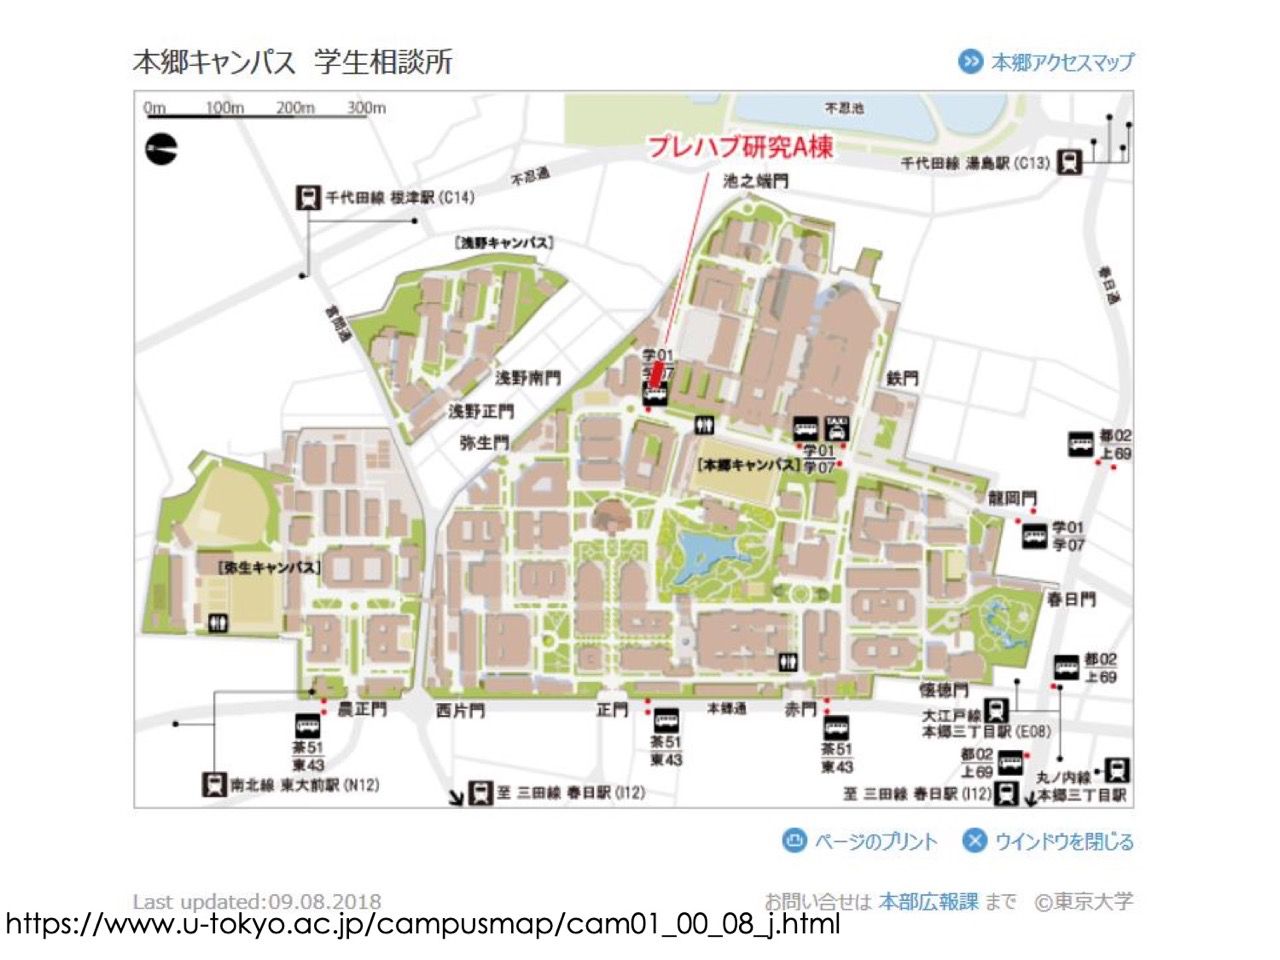 本郷キャンパス 学生相談所
本郷アクセスマップ
0m 100m 200m 300m
不忍池
プレハブ研究A棟
千代田線 湯島駅(C13)
不忍通
池之端門
千代田線 根津駅(C14)
[浅野キャンパス]
春日通
言問通
学01
学07
浅野南門
鉄門
浅野正門
弥生門
TAXI
学01
学07
[本郷キャンパス]
都02
上69
龍岡門
学01
学07
[弥生キャンパス]
春日門
都02
上69
懐徳門
農正門
西片門
正門
本郷通
赤門
大江戸線
本郷三丁目駅(E08)
茶51
東43
茶51
東43
茶51
東43
都02
上69
丸ノ内線
本郷三丁目駅
南北線 東大前駅(N12)
至 三田線 春日駅(I12)
至 三田線 春日駅(I12)
ページのプリント
ウインドウを閉じる
Last updated:09.08.2018
お問い合せは 本部広報課 まで ©東京大学
https://www.u-tokyo.ac.jp/campusmap/cam01_00_08_j.html